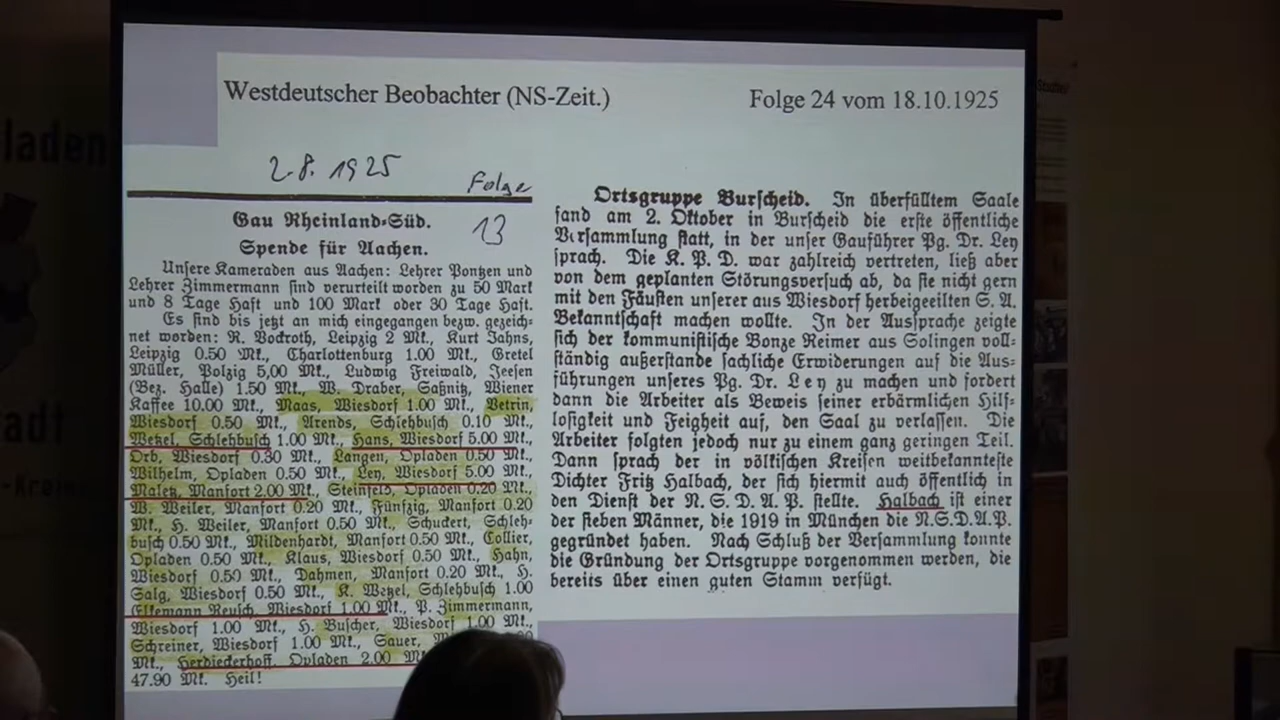 Westdeutscher Beobachter (NS-Zeit.)
Folge 24 vom 18.10.1925
2.8. 1925
Folge
13
Gau Rheinland-Süd.
Spende für Aachen.
Unsere Kameraden aus Aachen: Lehrer Pontzen und
Lehrer Zimmermann sind verurteilt worden zu 50 Mark
und 8 Tage Haft und 100 Mark oder 30 Tage Haft.
Es sind bis jetzt an mich eingegangen bezw. gezeich-
net worden: R. Bockroth, Leipzig 2 Mk., Kurt Jahns,
Leipzig 0.50 Mk., Charlottenburg 1.00 Mk., Gretel
Müller, Polzig 5,00 Mk., Ludwig Freiwald, Jeesen
(Bez. Halle) 1.50 Mk., W. Draber, Saßnitz, Wiener
Kaffee 10.00 Mk., Maas, Wiesdorf 1.00 Mk., Betrin,
Wiesdorf 0.50 Mk., Arends, Schlehbusch 0.10 Mk.,
Wetzel, Schlehbusch 1.00 Mk., Hans, Wiesdorf 5.00 Mk.,
Orb, Wiesdorf 0.30 Mk., Langen, Opladen 0.50 Mk.,
Wilhelm, Opladen 0.50 Mk., Ley, Wiesdorf 5.00 Mk.,
Maletz, Manfort 2.00 Mk., Steinfels, Opladen 0.20 Mk.,
W. Weiler, Manfort 0.20 Mk., Fünfzig, Manfort 0.20
Mk., H. Weiler, Manfort 0.50 Mk., Schuckert, Schleh-
busch 0.50 Mk., Mildenhardt, Manfort 0.50 Mk., Collier,
Opladen 0.50 Mk., Klaus, Wiesdorf 0.50 Mk., Hahn,
Wiesdorf 0.50 Mk., Dahmen, Manfort 0.20 Mk., H.
Salg, Wiesdorf 0.50 Mk., K. Wetzel, Schlehbusch 1.00
Elkemann Reusch, Wiesdorf 1.00 Mk., P. Zimmermann,
Wiesdorf 1.00 Mk., H. Buscher, Wiesdorf 1.00 Mk.,
Schreiner, Wiesdorf 1.00 Mk., Sauer,
Mk., Herdieckerhoff, Opladen 2.00
47.90 Mk. Heil!
Ortsgruppe Burscheid. In überfülltem Saale
fand am 2. Oktober in Burscheid die erste öffentliche
Versammlung statt, in der unser Gauführer Pg. Dr. Ley
sprach. Die K. P. D. war zahlreich vertreten, ließ aber
von dem geplanten Störungsversuch ab, da sie nicht gern
mit den Fäusten unserer aus Wiesdorf herbeigeeilten S. A.
Bekanntschaft machen wollte. In der Aussprache zeigte
sich der kommunistische Bonze Reimer aus Solingen voll-
ständig außerstande sachliche Erwiderungen auf die Aus-
führungen unseres Pg. Dr. Ley zu machen und fordert
dann die Arbeiter als Beweis seiner erbärmlichen Hilf-
losigkeit und Feigheit auf, den Saal zu verlassen. Die
Arbeiter folgten jedoch nur zu einem ganz geringen Teil.
Dann sprach der in völkischen Kreisen weitbekannteste
Dichter Fritz Halbach, der sich hiermit auch öffentlich in
den Dienst der N. S. D. A. P. stellte. Halbach ist einer
der sieben Männer, die 1919 in München die N.S.D.A.P.
gegründet haben. Nach Schluß der Versammlung konnte
die Gründung der Ortsgruppe vorgenommen werden, die
bereits über einen guten Stamm verfügt.